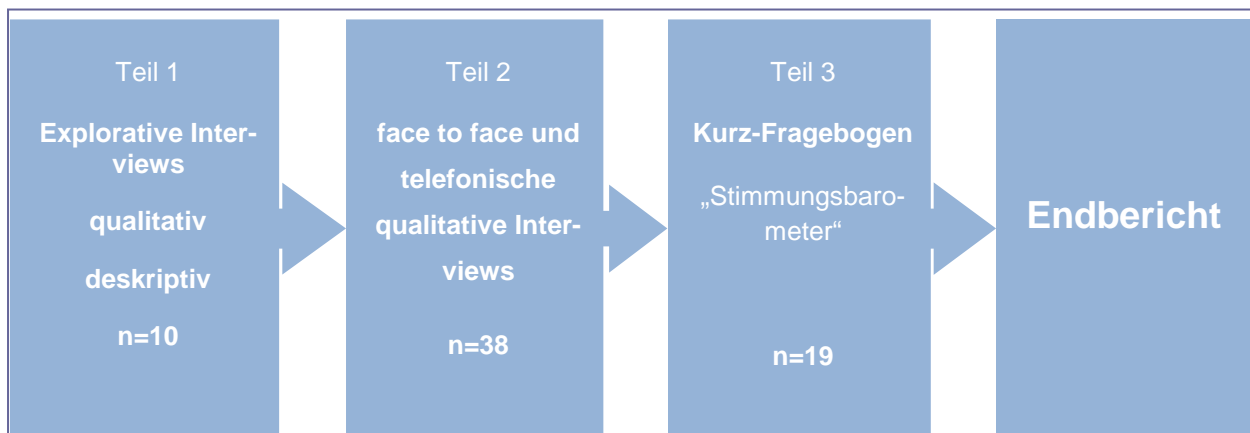 Teil 1
Explorative Inter-
views
qualitativ
deskriptiv
n=10
Teil 2
face to face und
telefonische
qualitative Inter-
views
n=38
Teil 3
Kurz-Fragebogen
„Stimmungsbaro-
meter“
n=19
Endbericht